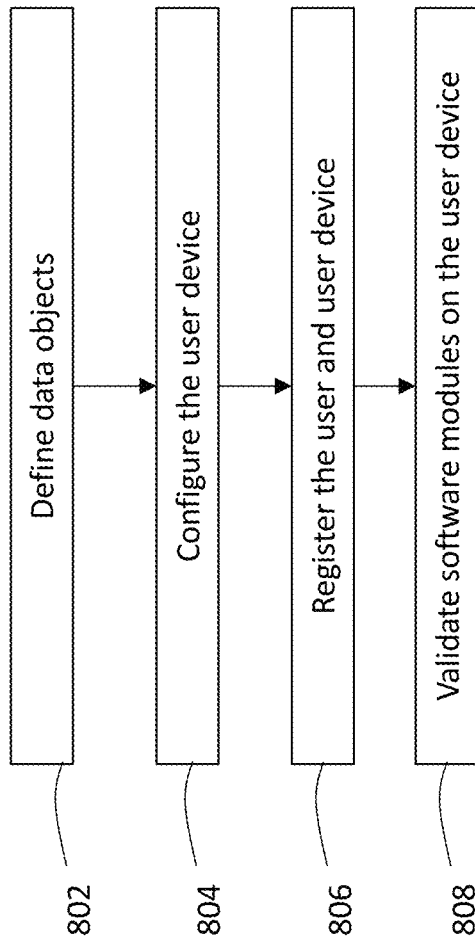 802
Define data objects
804
Configure the user device
806
Register the user and user device
808
Validate software modules on the user device